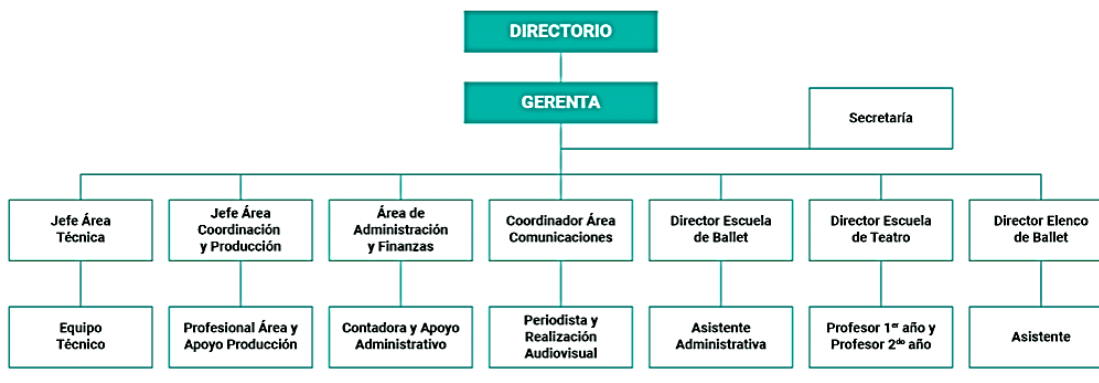 DIRECTORIO
GERENTA
Secretaría
Jefe Área
Técnica
Jefe Área
Coordinación
y Producción
Área de
Administración
y Finanzas
Coordinador Área
Comunicaciones
Director Escuela
de Ballet
Director Escuela
de Teatro
Director Elenco
de Ballet
Equipo
Técnico
Profesional Área y
Apoyo Producción
Contadora y Apoyo
Administrativo
Periodista y
Realización
Audiovisual
Asistente
Administrativa
Profesor 1er año y
Profesor 2do año
Asistente